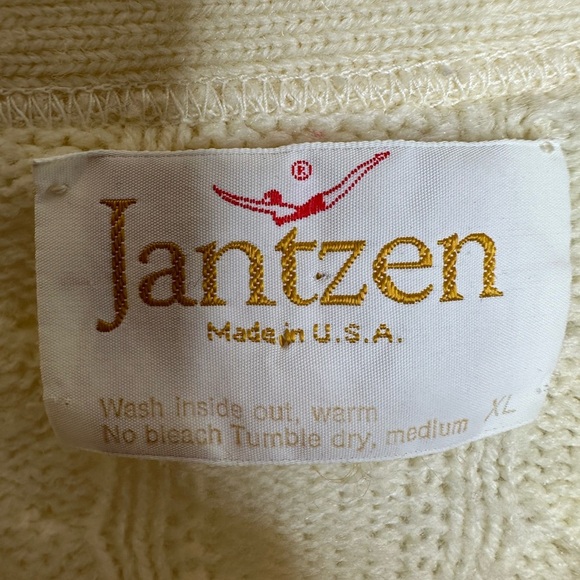 ®
Jantzen
Made in U.S.A.
Wash inside out, warm
No bleach Tumble dry, medium XL